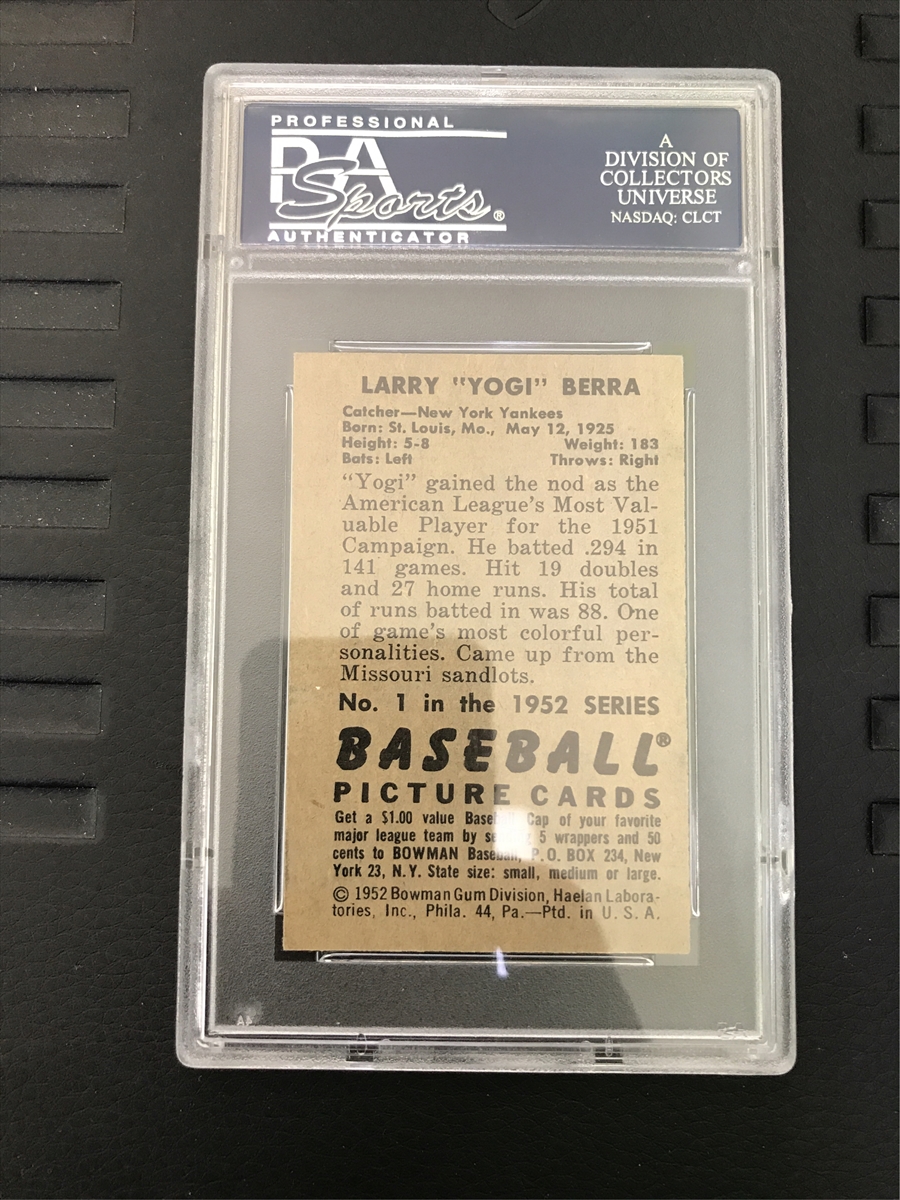 PROFESSIONAL
PSA
Sports®
AUTHENTICATOR
A
DIVISION OF
COLLECTORS
UNIVERSE
NASDAQ: CLCT
LARRY "YOGI" BERRA
Catcher—New York Yankees
Born: St. Louis, Mo., May 12, 1925
Height: 5-8 Weight: 183
Bats: Left Throws: Right
"Yogi" gained the nod as the
American League's Most Val-
uable Player for the 1951
Campaign. He batted .294 in
141 games. Hit 19 doubles
and 27 home runs. His total
of runs batted in was 88. One
of game's most colorful per-
sonalities. Came up from the
Missouri sandlots.
No. 1 in the 1952 SERIES
BASEBALL®
PICTURE CARDS
Get a $1.00 value Baseball Cap of your favorite
major league team by 5 wrappers and 50
cents to BOWMAN Baseball, P.O. BOX 234, New
York 23, N.Y. State size: small, medium or large.
© 1952 Bowman Gum Division, Haelan Labora-
tories, Inc., Phila. 44, Pa.—Ptd. in U. S. A.